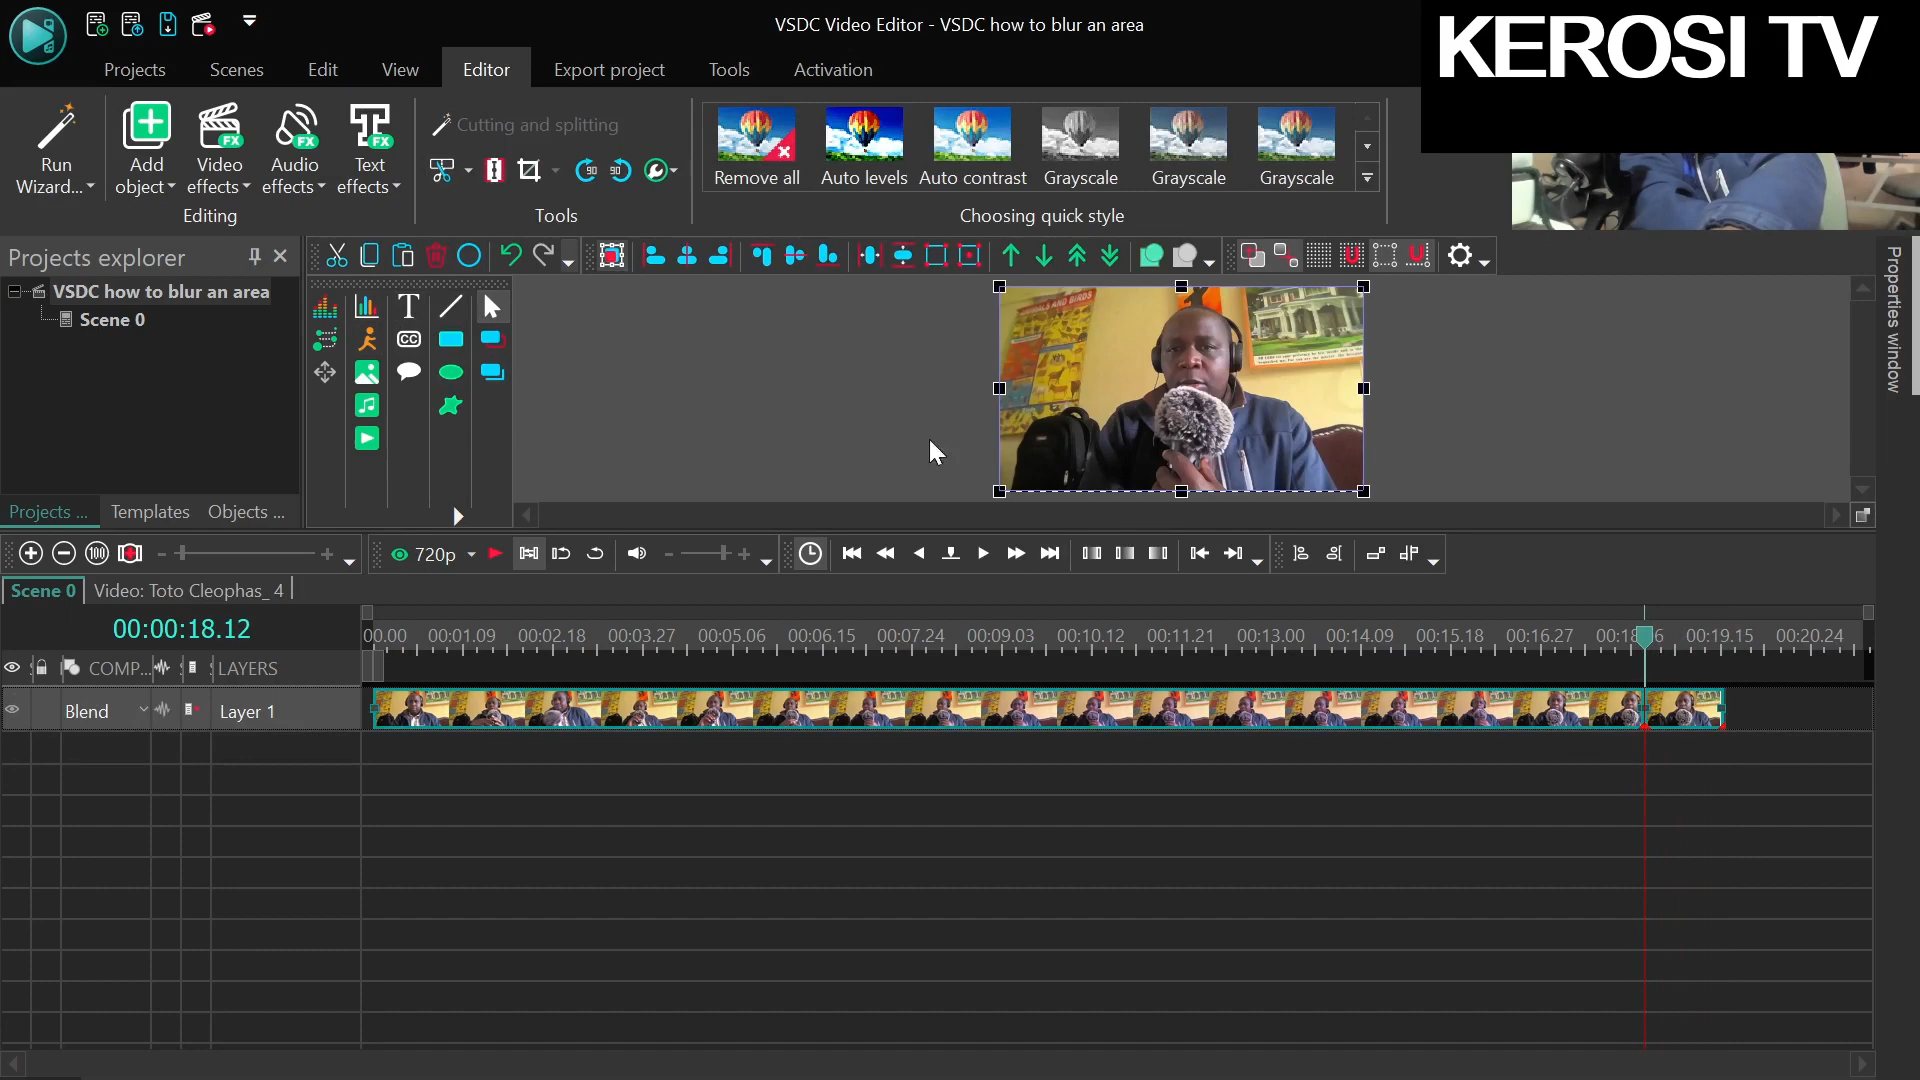 VSDC Video Editor - VSDC how to blur an area
KEROSI TV
Projects
Scenes
Edit
View
Editor
Export project
Tools
Activation
Run
Wizard...
Add
object
Video
effects
Audio
effects
Text
effects
Editing
Cutting and splitting
Tools
Remove all
Auto levels
Auto contrast
Grayscale
Grayscale
Grayscale
Choosing quick style
Projects explorer
VSDC how to blur an area
Scene 0
Projects ...
Templates
Objects ...
Properties window
720p
Scene 0
Video: Toto Cleophas_ 4
00:00:18.12
00.00 00:01.09 00:02.18 00:03.27 00:05.06 00:06.15 00:07.24 00:09.03 00:10.12 00:11.21 00:13.00 00:14.09 00:15.18 00:16.27 00:19.15 00:20.24
COMP...
LAYERS
Blend
Layer 1